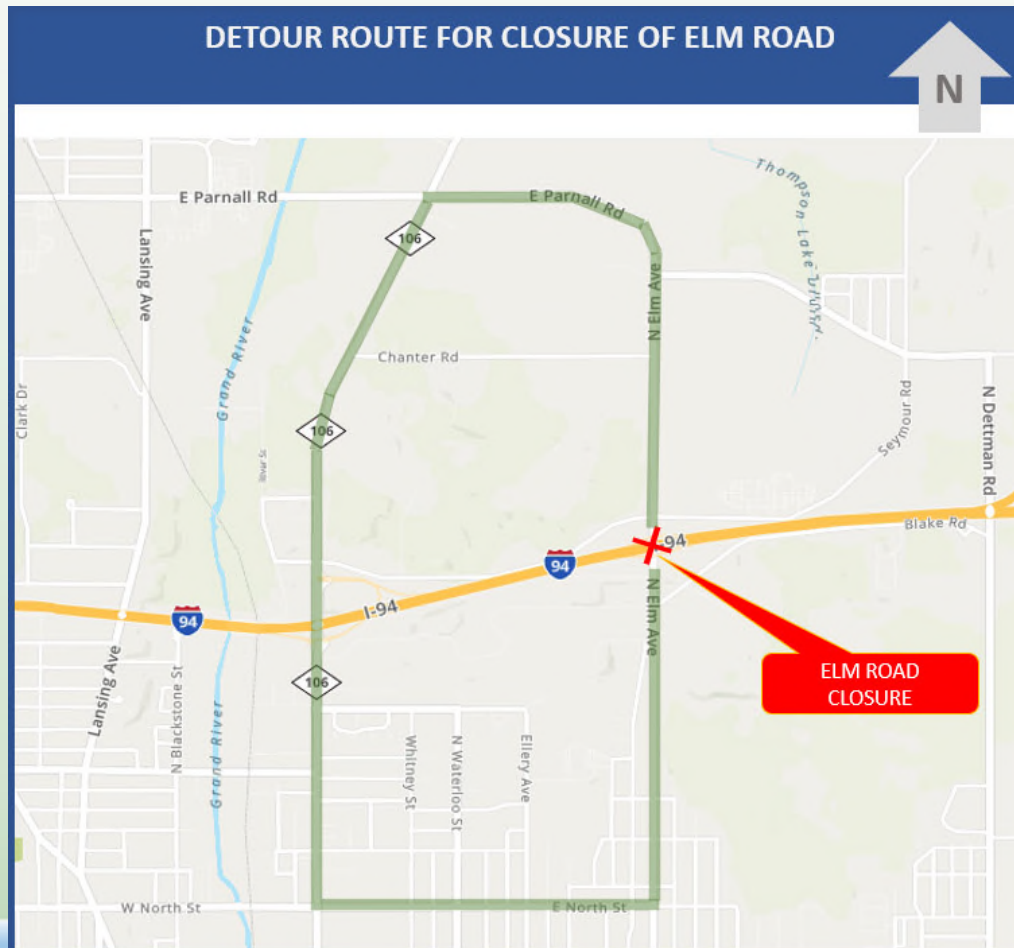 DETOUR ROUTE FOR CLOSURE OF ELM ROAD
N
E Parnall Rd
E Parnall Rd
Thompson
Lake
106
Lansing Ave
N Elm Ave
Grand River
Chanter Rd
Clark Dr
Seymour Rd
N Dettman Rd
106
River St
Blake Rd
-94
94
I-94
94
N Elm Ave
ELM ROAD
CLOSURE
Lansing Ave
N Blackstone St
106
Grand River
Whitney St
N Waterloo St
Ellery Ave
W North St
E North St